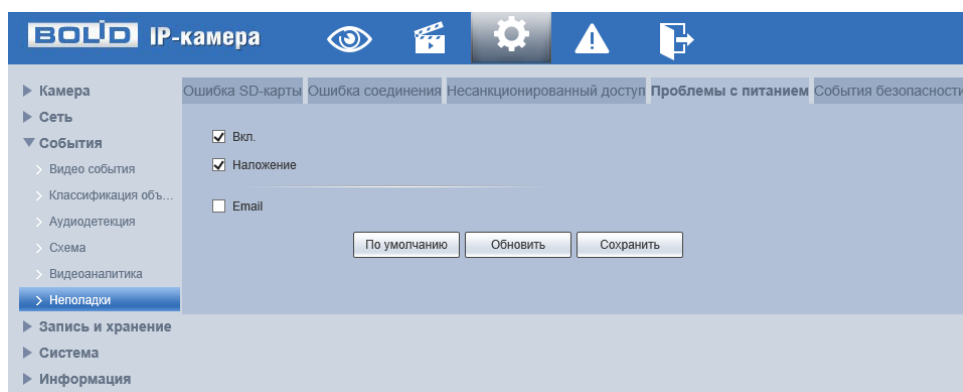 BOLID IP-камера
Камера
Сеть
События
Видео события
Классификация объ...
Аудиодетекция
Схема
Видеоаналитика
Неполадки
Запись и хранение
Система
Информация
Ошибка SD-карты Ошибка соединения Несанкционированный доступ Проблемы с питанием События безопасности
Вкл.
Наложение
Email
По умолчанию Обновить Сохранить